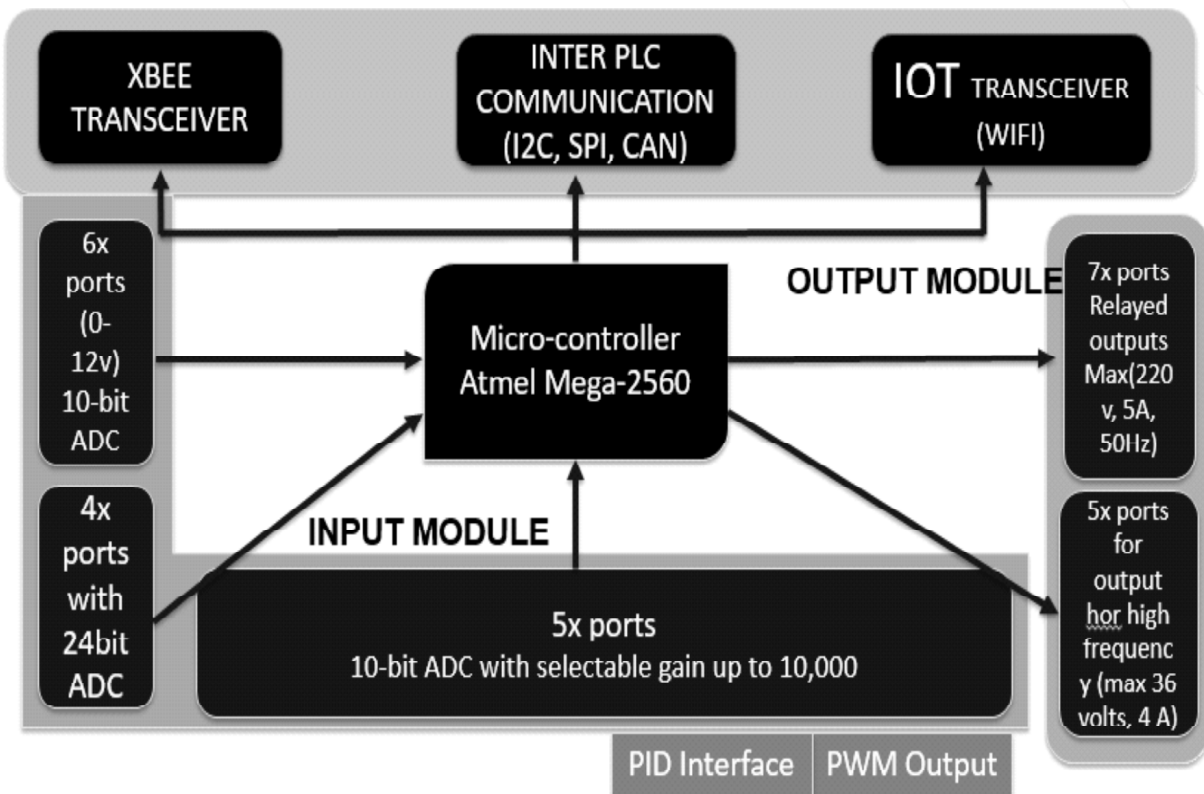 XBEE
TRANSCEIVER
INTER PLC
COMMUNICATION
(I2C, SPI, CAN)
IOT TRANSCEIVER
(WIFI)
6x
ports
(0-
12v)
10-bit
ADC
Micro-controller
Atmel Mega-2560
OUTPUT MODULE
7x ports
Relayed
outputs
Max(220
v, 5A,
50Hz)
4x
ports
with
24bit
ADC
INPUT MODULE
5x ports
10-bit ADC with selectable gain up to 10,000
5x ports
for
output
hor high
frequenc
y (max 36
volts, 4 A)
PID Interface
PWM Output